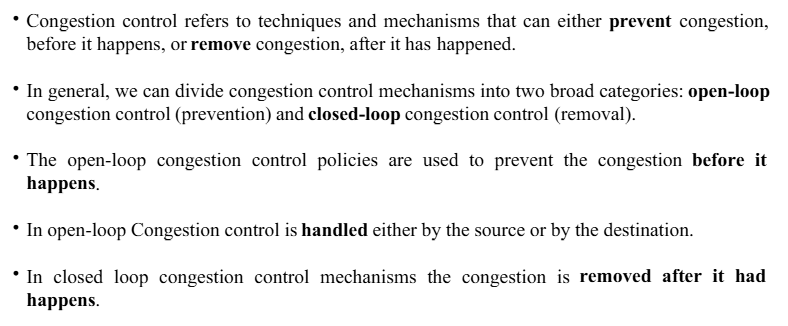 • Congestion control refers to techniques and mechanisms that can either prevent congestion,
before it happens, or remove congestion, after it has happened.
• In general, we can divide congestion control mechanisms into two broad categories: open-loop
congestion control (prevention) and closed-loop congestion control (removal).
• The open-loop congestion control policies are used to prevent the congestion before it
happens.
• In open-loop Congestion control is handled either by the source or by the destination.
• In closed loop congestion control mechanisms the congestion is removed after it had
happens.